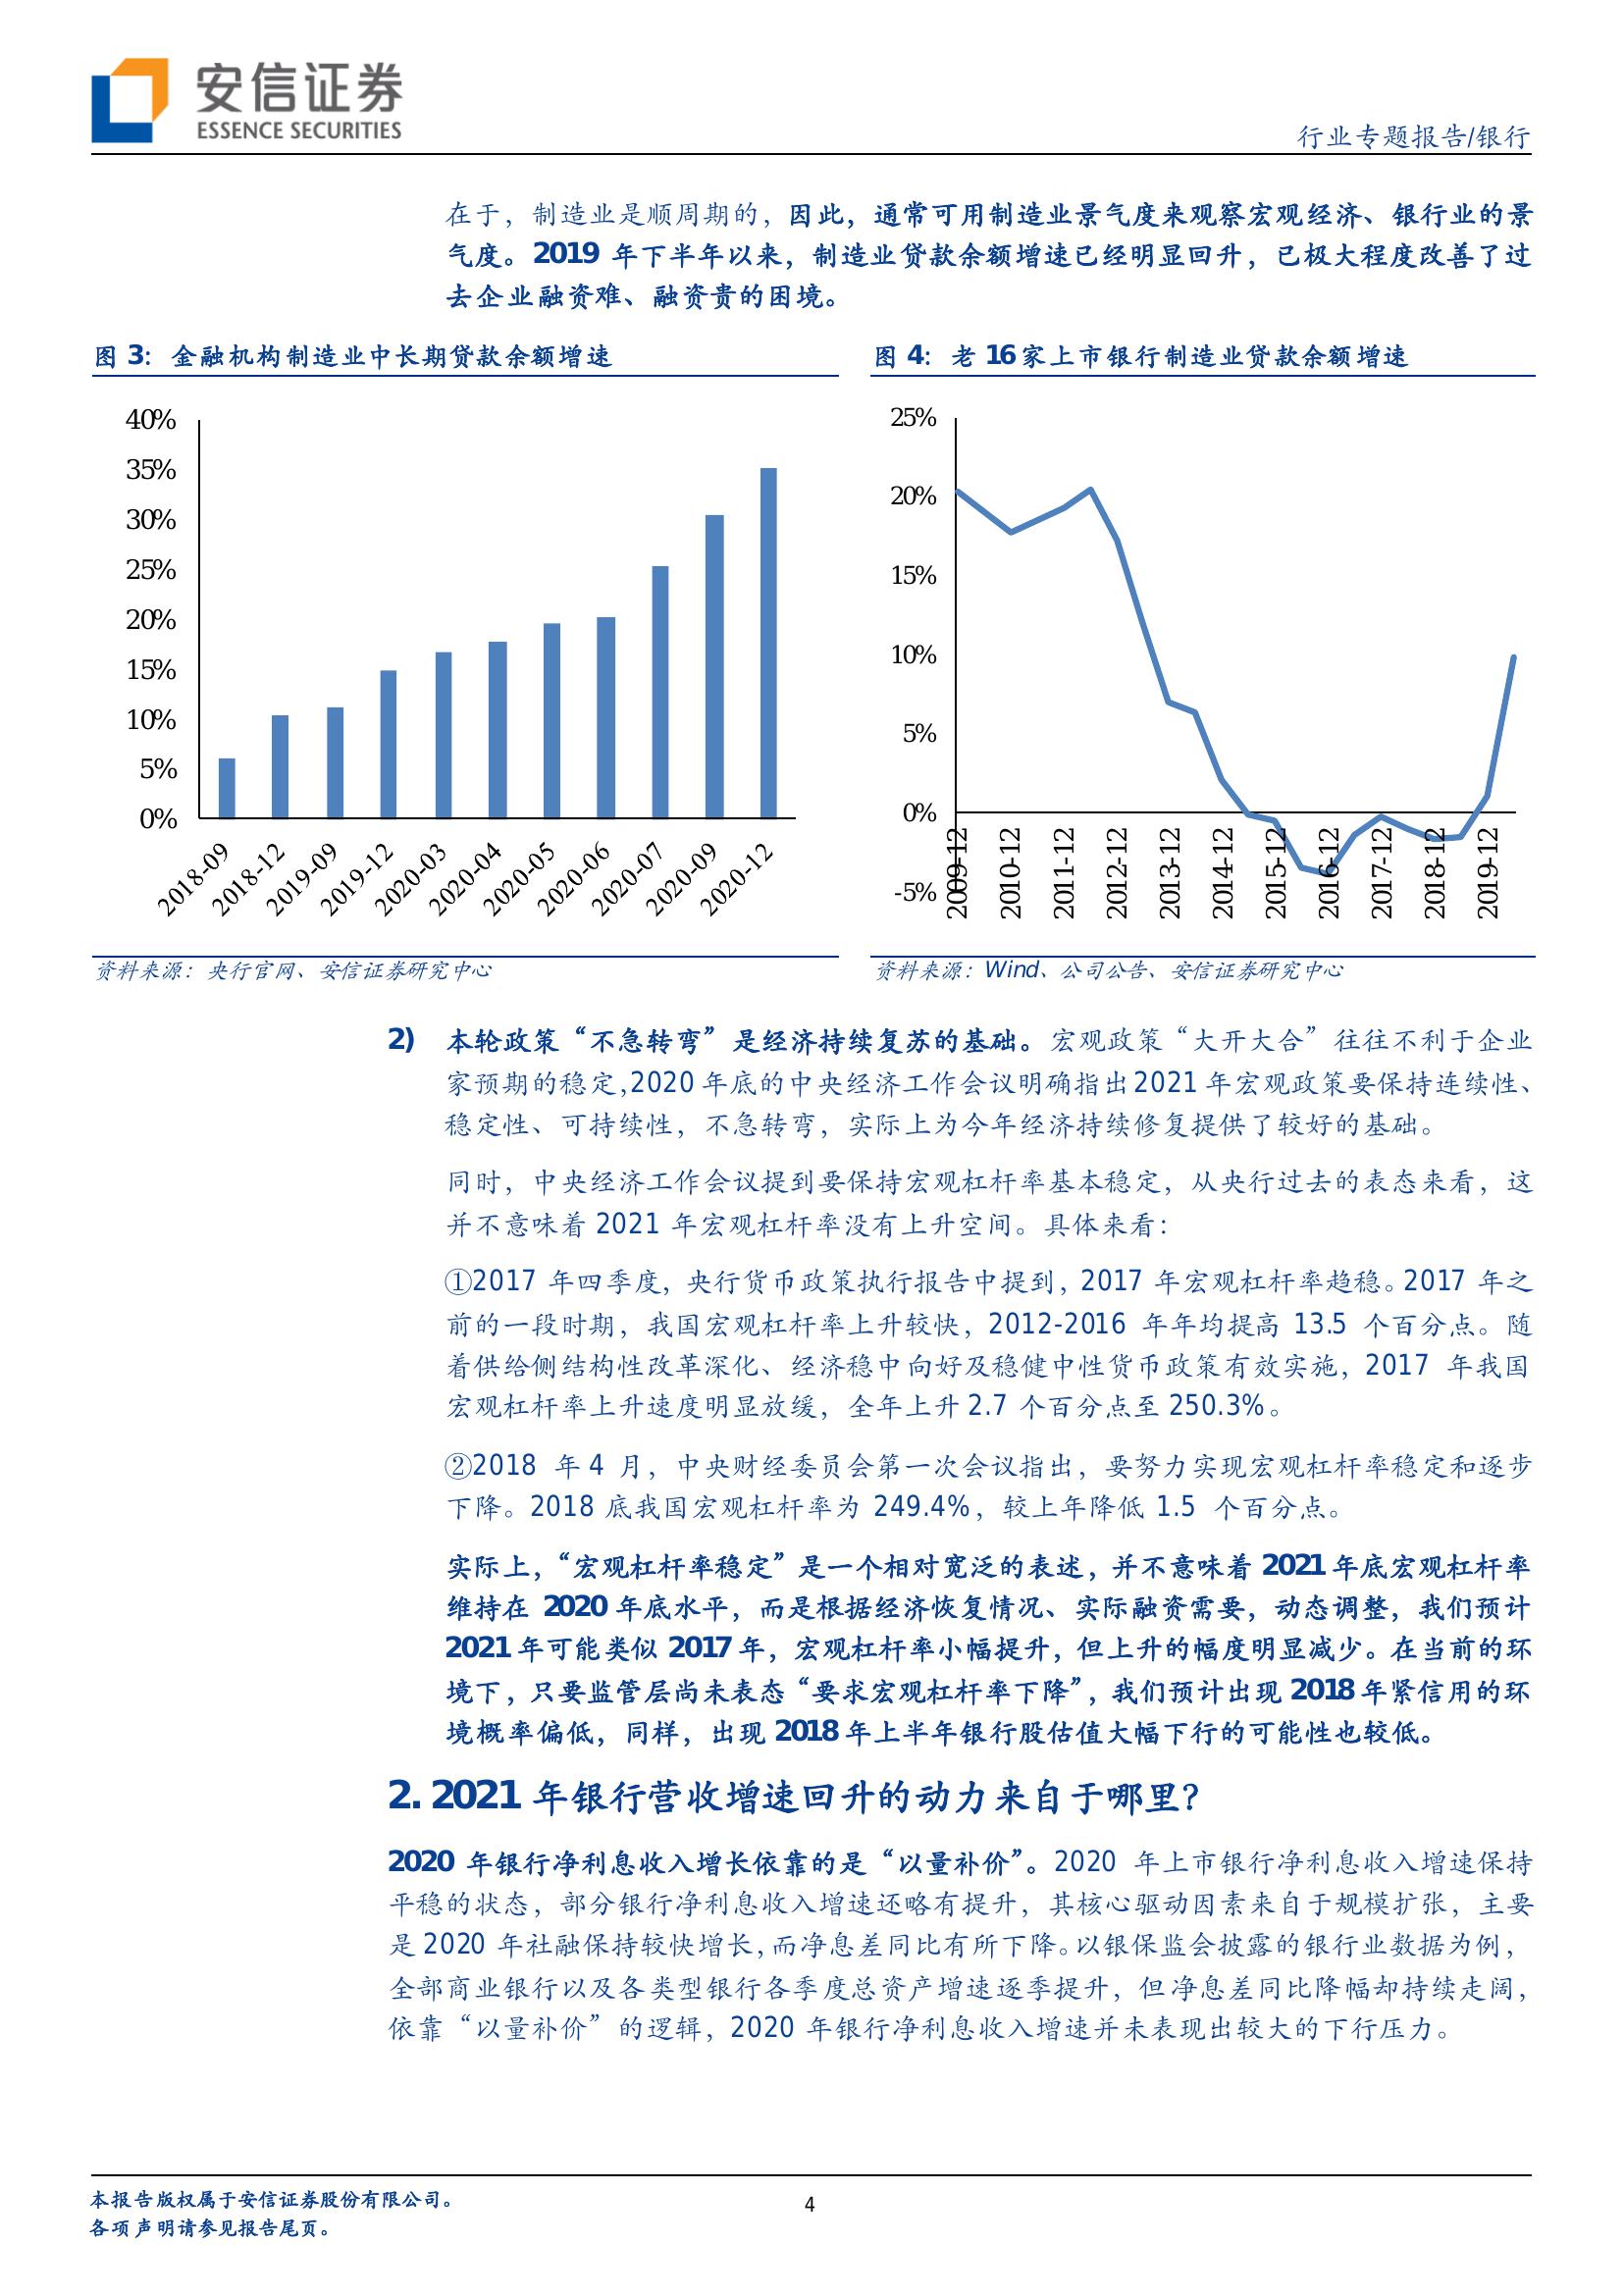 安信证券
ESSENCE SECURITIES
行业专题报告/银行
在于，制造业是顺周期的，因此，通常可用制造业景气度来观察宏观经济、银行业的景
气度。2019 年下半年以来，制造业贷款余额增速已经明显回升，已极大程度改善了过
去企业融资难、融资贵的困境。
图 3：金融机构制造业中长期贷款余额增速
40%
35%
30%
25%
20%
15%
10%
5%
0%
2018-09
2018-12
2019-09
2019-12
2020-03
2020-04
2020-05
2020-06
2020-07
2020-09
2020-12
资料来源：央行官网、安信证券研究中心
图 4：老 16 家上市银行制造业贷款余额增速
25%
20%
15%
10%
5%
0%
-5%
2009-12
2010-12
2011-12
2012-12
2013-12
2014-12
2015-12
2016-12
2017-12
2018-12
2019-12
资料来源：Wind、公司公告、安信证券研究中心
2) 本轮政策“不急转弯”是经济持续复苏的基础。宏观政策“大开大合”往往不利于企业
家预期的稳定，2020 年底的中央经济工作会议明确指出 2021 年宏观政策要保持连续性、
稳定性、可持续性，不急转弯，实际上为今年经济持续修复提供了较好的基础。
同时，中央经济工作会议提到要保持宏观杠杆率基本稳定，从央行过去的表态来看，这
并不意味着 2021 年宏观杠杆率没有上升空间。具体来看：
①2017 年四季度，央行货币政策执行报告中提到，2017 年宏观杠杆率趋稳。2017 年之
前的一段时期，我国宏观杠杆率上升较快，2012-2016 年年均提高 13.5 个百分点。随
着供给侧结构性改革深化、经济稳中向好及稳健中性货币政策有效实施，2017 年我国
宏观杠杆率上升速度明显放缓，全年上升 2.7 个百分点至 250.3%。
②2018 年 4 月，中央财经委员会第一次会议指出，要努力实现宏观杠杆率稳定和逐步
下降。2018 底我国宏观杠杆率为 249.4%，较上年降低 1.5 个百分点。
实际上，“宏观杠杆率稳定”是一个相对宽泛的表述，并不意味着 2021 年底宏观杠杆率
维持在 2020 年底水平，而是根据经济恢复情况、实际融资需要，动态调整，我们预计
2021 年可能类似 2017 年，宏观杠杆率小幅提升，但上升的幅度明显减少。在当前的环
境下，只要监管层尚未表态“要求宏观杠杆率下降”，我们预计出现 2018 年紧信用的环
境概率偏低，同样，出现 2018 年上半年银行股估值大幅下行的可能性也较低。
2. 2021 年银行营收增速回升的动力来自于哪里？
2020 年银行净利息收入增长依靠的是“以量补价”。2020 年上市银行净利息收入增速保持
平稳的状态，部分银行净利息收入增速还略有提升，其核心驱动因素来自于规模扩张，主要
是 2020 年社融保持较快增长，而净息差同比有所下降。以银保监会披露的银行业数据为例，
全部商业银行以及各类型银行各季度总资产增速逐季提升，但净息差同比降幅却持续走阔，
依靠“以量补价”的逻辑，2020 年银行净利息收入增速并未表现出较大的下行压力。
本报告版权属于安信证券股份有限公司。
各项声明请参见报告尾页。
4